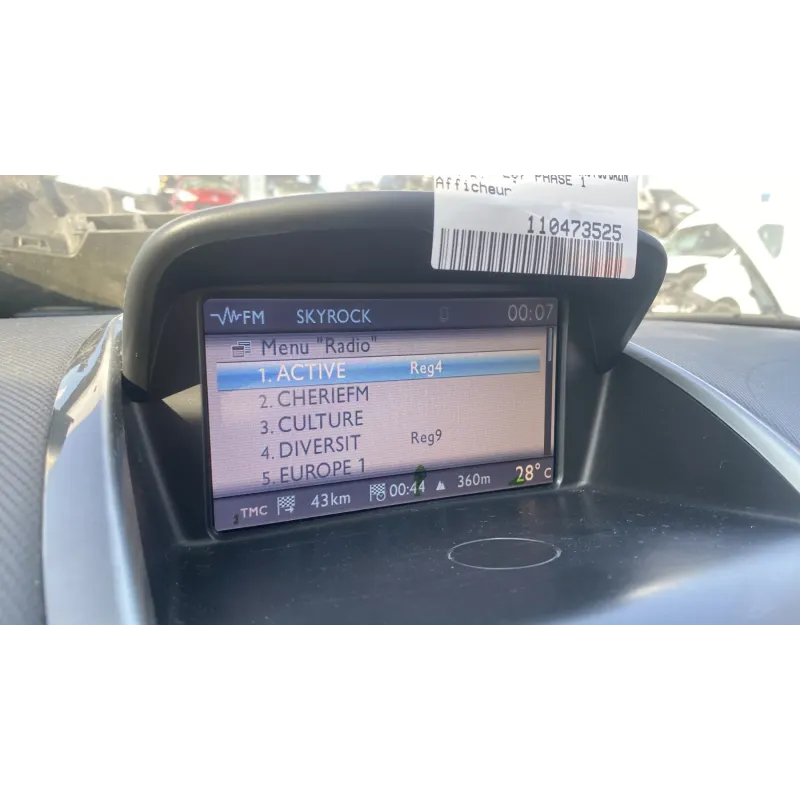 PHASE 1
Afficheur
110473525
FM SKYROCK 00:07
Menu "Radio"
1. ACTIVE Reg4
2. CHERIEFM
3. CULTURE
4. DIVERSIT Reg9
5. EUROPE 1
TMC 43km 00:44 360m 28° C